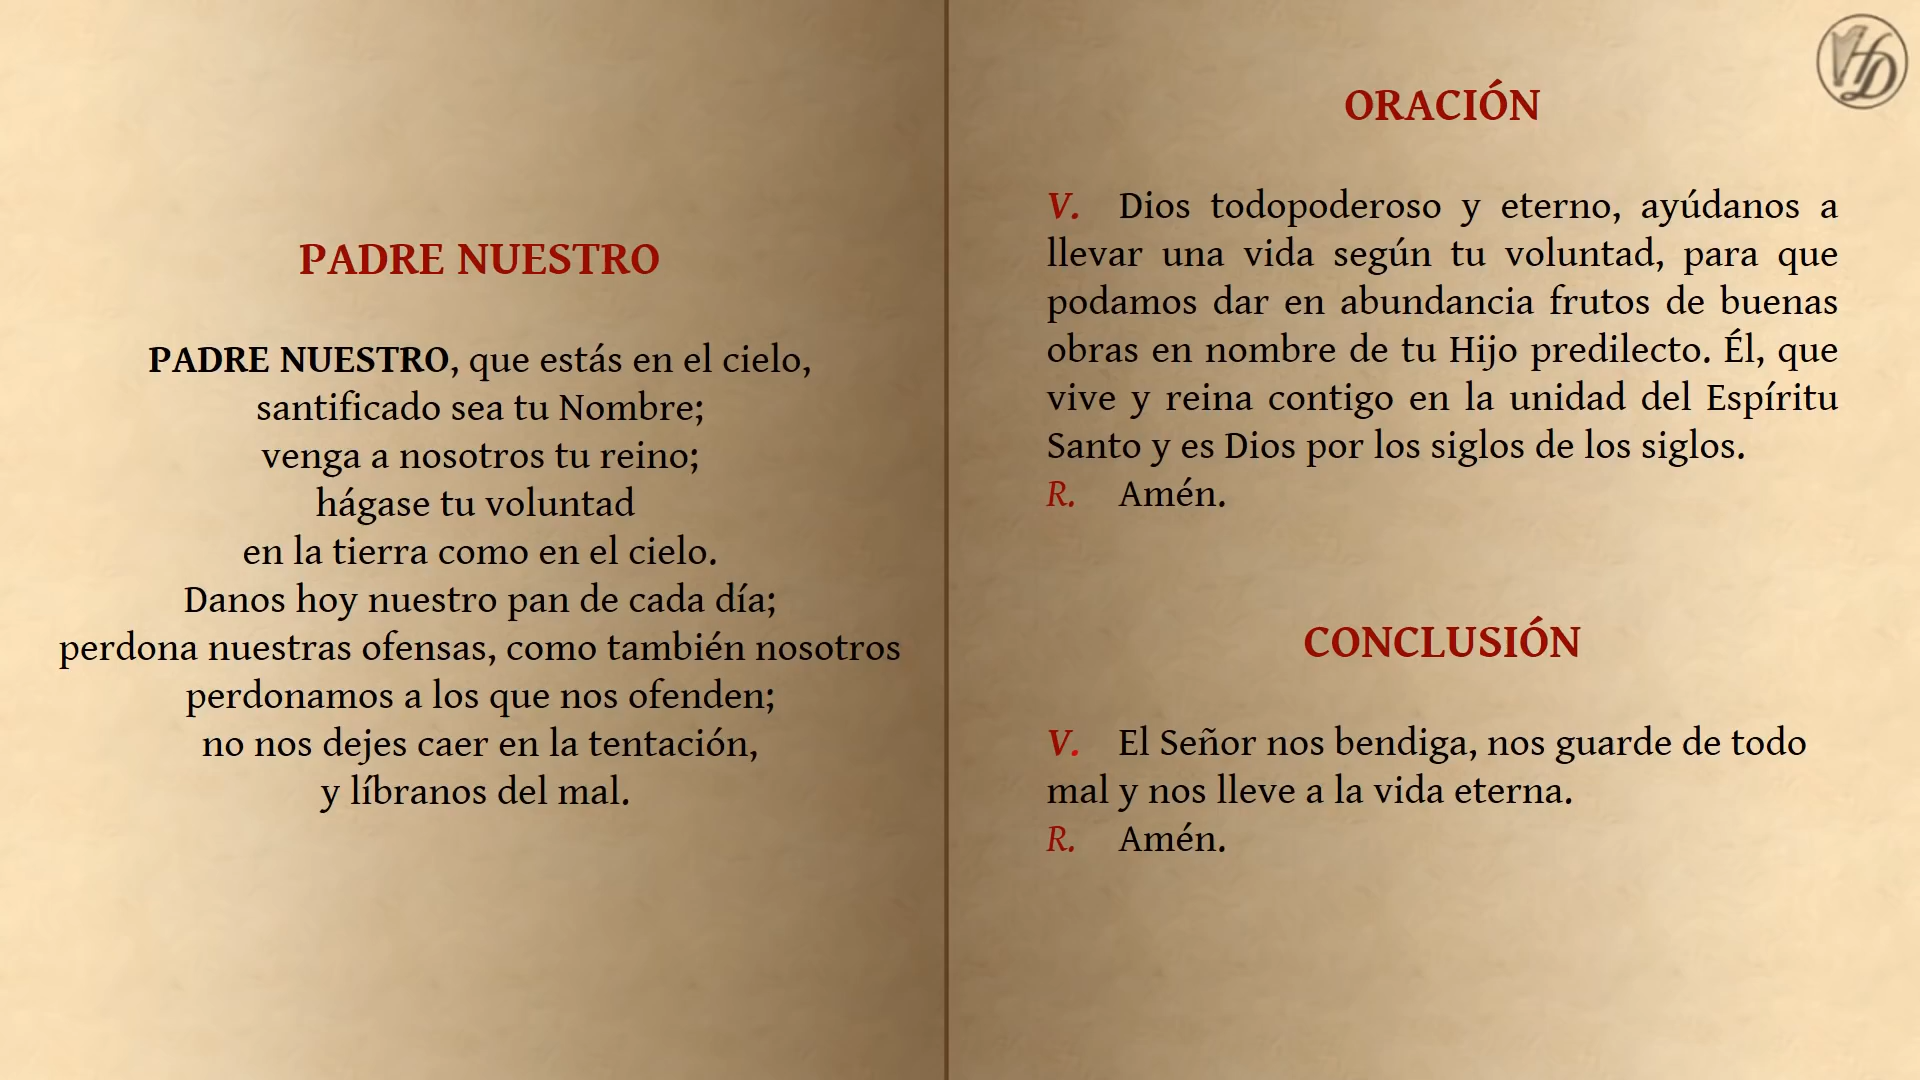 PADRE NUESTRO
PADRE NUESTRO, que estás en el cielo,
santificado sea tu Nombre;
venga a nosotros tu reino;
hágase tu voluntad
en la tierra como en el cielo.
Danos hoy nuestro pan de cada día;
perdona nuestras ofensas, como también nosotros
perdonamos a los que nos ofenden;
no nos dejes caer en la tentación,
y líbranos del mal.
HD
ORACIÓN
V. Dios todopoderoso y eterno, ayúdanos a
llevar una vida según tu voluntad, para que
podamos dar en abundancia frutos de buenas
obras en nombre de tu Hijo predilecto. Él, que
vive y reina contigo en la unidad del Espíritu
Santo y es Dios por los siglos de los siglos.
R. Amén.
CONCLUSIÓN
V. El Señor nos bendiga, nos guarde de todo
mal y nos lleve a la vida eterna.
R. Amén.